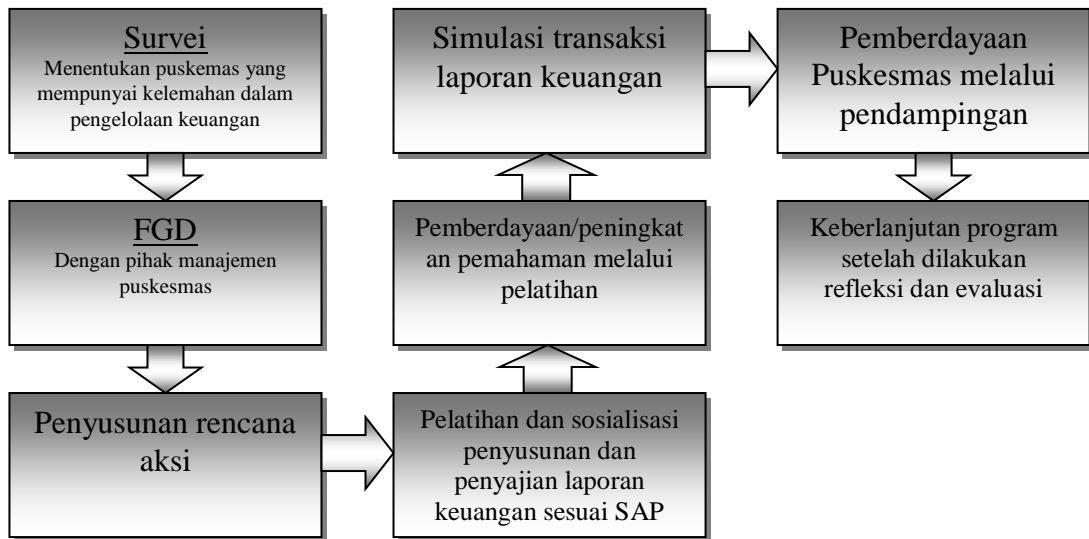 Survei
Menentukan puskemas yang
mempunyai kelemahan dalam
pengelolaan keuangan
FGD
Dengan pihak manajemen
puskesmas
Penyusunan rencana
aksi
Pelatihan dan sosialisasi
penyusunan dan
penyajian laporan
keuangan sesuai SAP
Pemberdayaan/peningkat
an pemahaman melalui
pelatihan
Simulasi transaksi
laporan keuangan
Pemberdayaan
Puskesmas melalui
pendampingan
Keberlanjutan program
setelah dilakukan
refleksi dan evaluasi